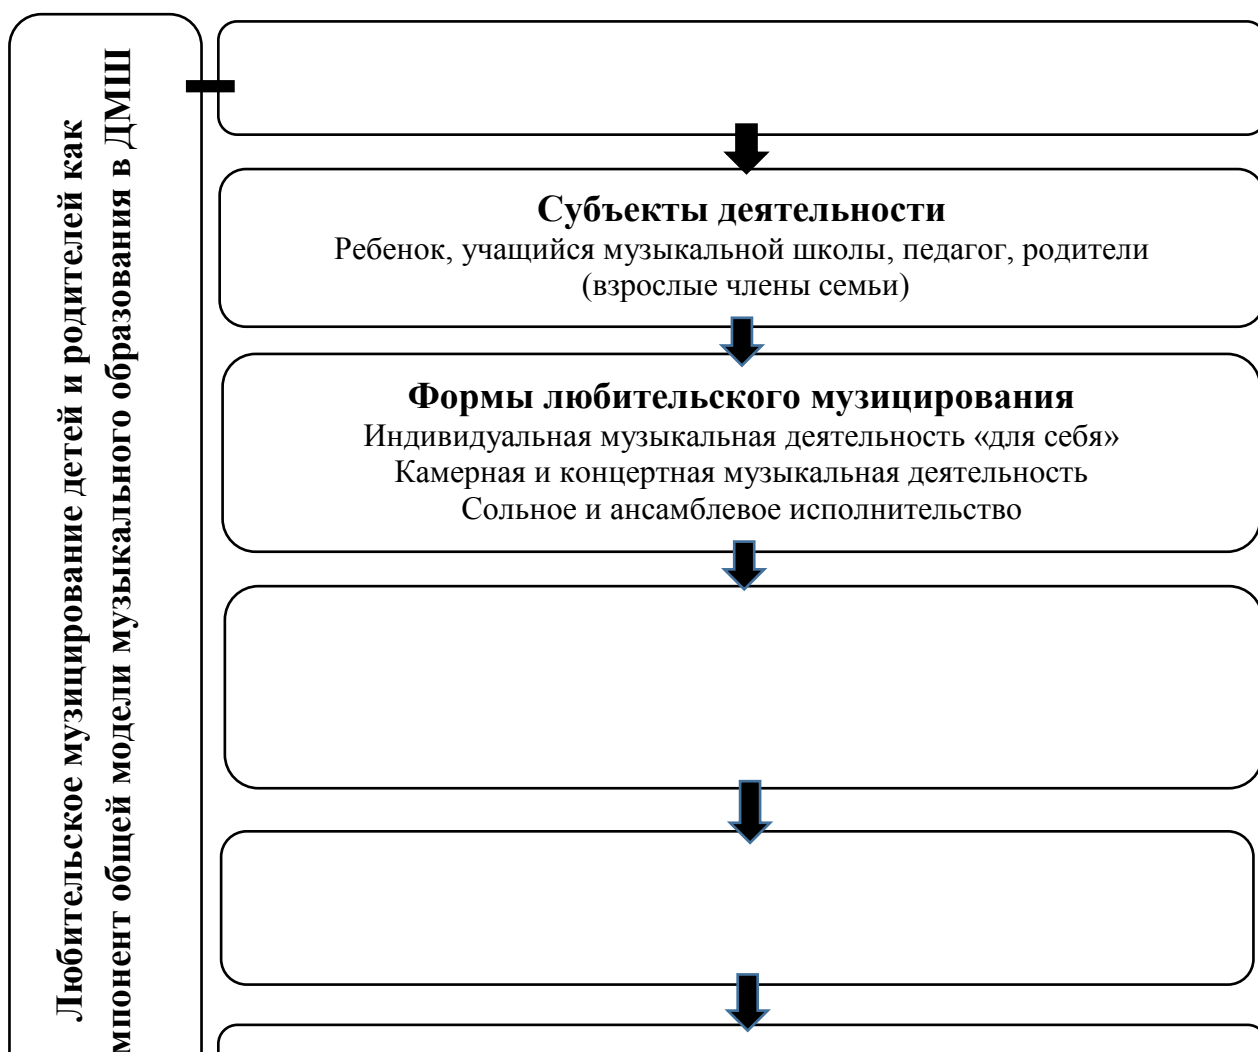 Любительское музицирование детей и родителей как
мпонент общей модели музыкального образования в ДМШ
Субъекты деятельности
Ребенок, учащийся музыкальной школы, педагог, родители
(взрослые члены семьи)
Формы любительского музицирования
Индивидуальная музыкальная деятельность «для себя»
Камерная и концертная музыкальная деятельность
Сольное и ансамблевое исполнительство